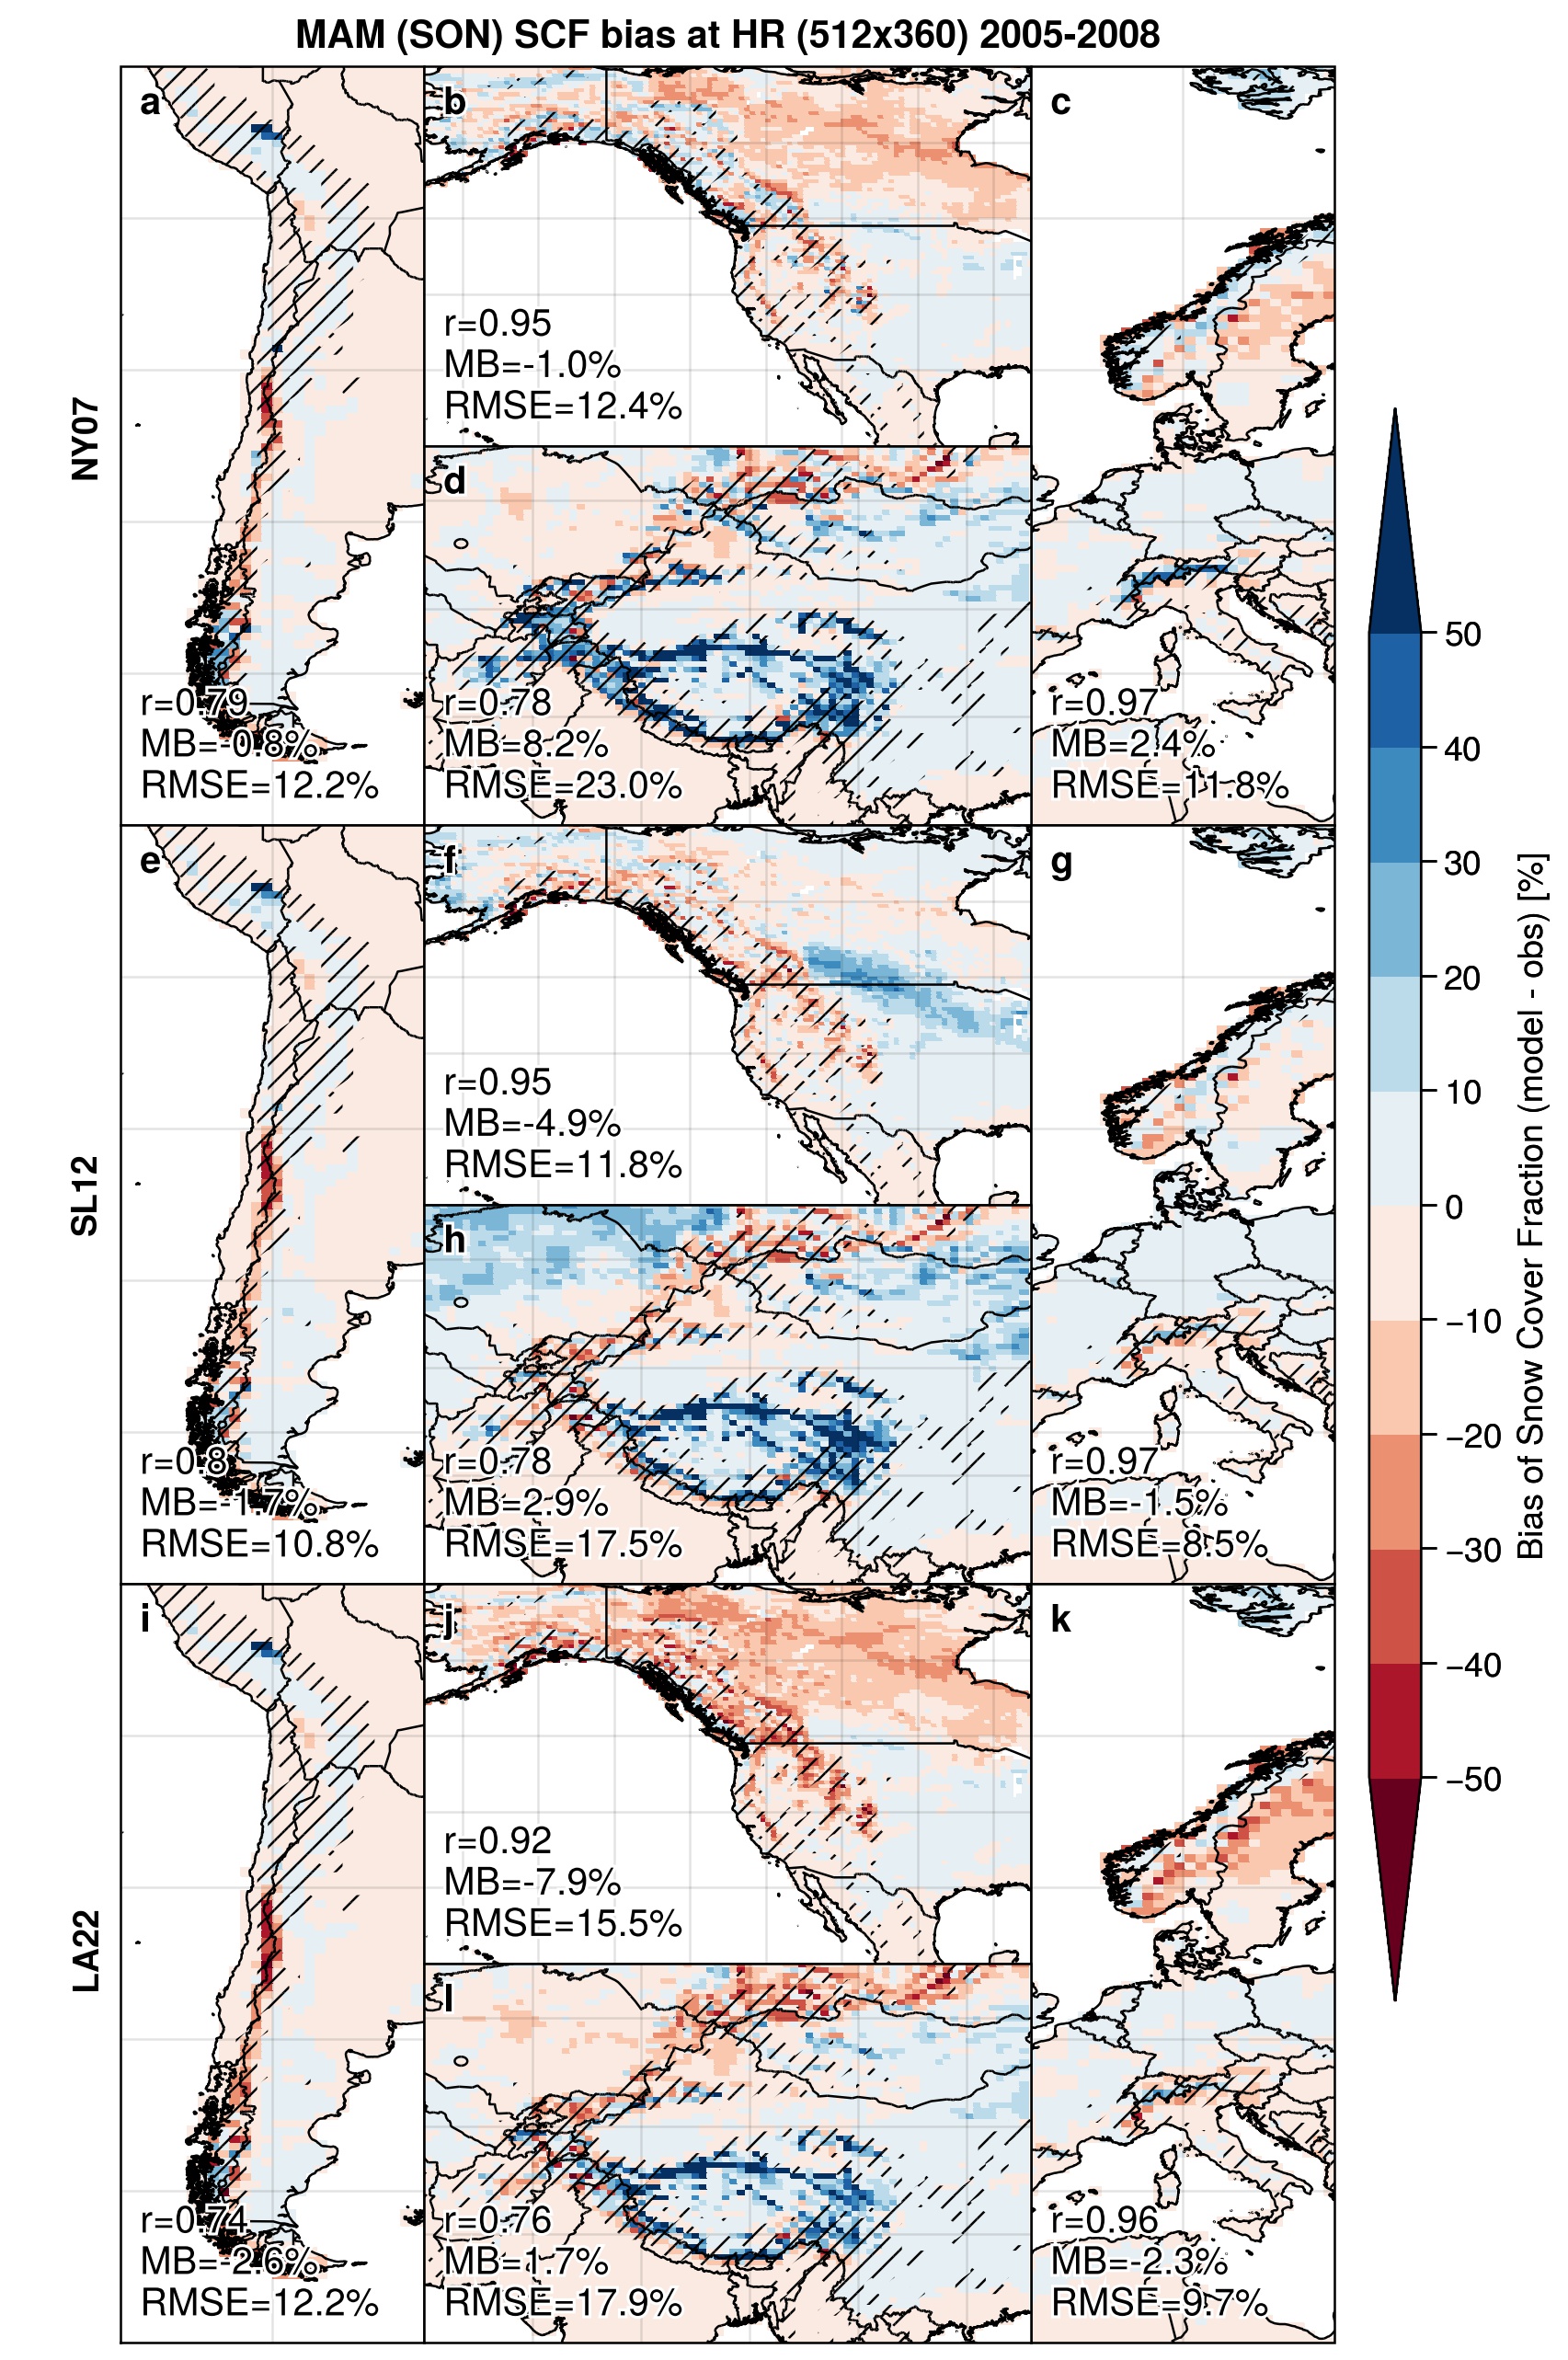 MAM (SON) SCF bias at HR (512x360) 2005-2008
NY07
a
r=0.79
MB=-0.8%
RMSE=12.2%
b
r=0.95
MB=-1.0%
RMSE=12.4%
c
d
r=0.78
MB=8.2%
RMSE=23.0%
r=0.97
MB=2.4%
RMSE=11.8%
SL12
e
r=0.8
MB=-1.7%
RMSE=10.8%
f
r=0.95
MB=-4.9%
RMSE=11.8%
g
h
r=0.78
MB=2.9%
RMSE=17.5%
r=0.97
MB=-1.5%
RMSE=8.5%
LA22
i
r=0.74
MB=-2.6%
RMSE=12.2%
j
r=0.92
MB=-7.9%
RMSE=15.5%
k
l
r=0.76
MB=1.7%
RMSE=17.9%
r=0.96
MB=-2.3%
RMSE=9.7%
50
40
30
20
10
0
−10
−20
−30
−40
−50
Bias of Snow Cover Fraction (model - obs) [%]